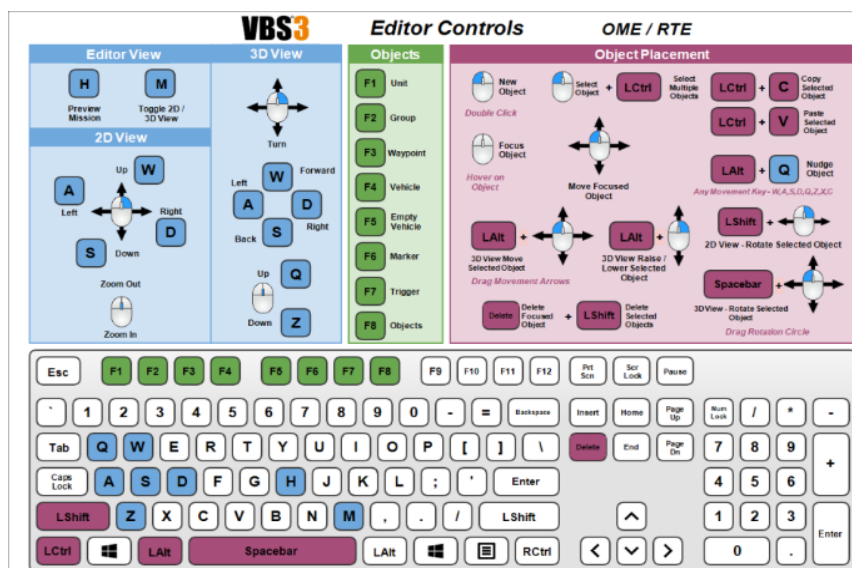 VBS3 Editor Controls OME / RTE
Editor View
H
Preview
Mission
M
Toggle 2D /
3D View
2D View
Up
W
A
Left
Right
D
S
Down
Zoom Out
Zoom In
3D View
Turn
Left
W
Forward
A
D
Back
S
Right
Up
Q
Down
Z
Objects
F1 Unit
F2 Group
F3 Waypoint
F4 Vehicle
F5 Empty
Vehicle
F6 Marker
F7 Trigger
F8 Objects
Object Placement
New
Object
Double Click
Select
Object
+ LCtrl
Select
Multiple
Objects
LCtrl + C
Copy
Selected
Object
LCtrl + V
Paste
Selected
Object
Focus
Object
Hover on
Object
Move Focused
Object
LAlt + Q
Nudge
Object
Any Movement Key - W,A,S,D,Q,Z,X,C
LAlt +
3D View Move
Selected Object
Drag Movement Arrows
LAlt +
3D View Raise /
Lower Selected
Object
LShift +
2D View - Rotate Selected Object
Spacebar +
3D View - Rotate Selected
Object
Drag Rotation Circle
Delete
Delete
Focused
Object
+ LShift
Delete
Selected
Objects
Esc F1 F2 F3 F4 F5 F6 F7 F8 F9 F10 F11 F12 Prt Scn Scr Lock Pause
` 1 2 3 4 5 6 7 8 9 0 - = Backspace Insert Home Page Up Num Lock / * -
Tab Q W E R T Y U I O P [ ] \ Delete End Page Dn 7 8 9 +
Caps Lock A S D F G H J K L ; ' Enter 4 5 6
LShift Z X C V B N M , . / LShift 1 2 3 Enter
LCtrl LAlt Spacebar LAlt RCtrl 0 .